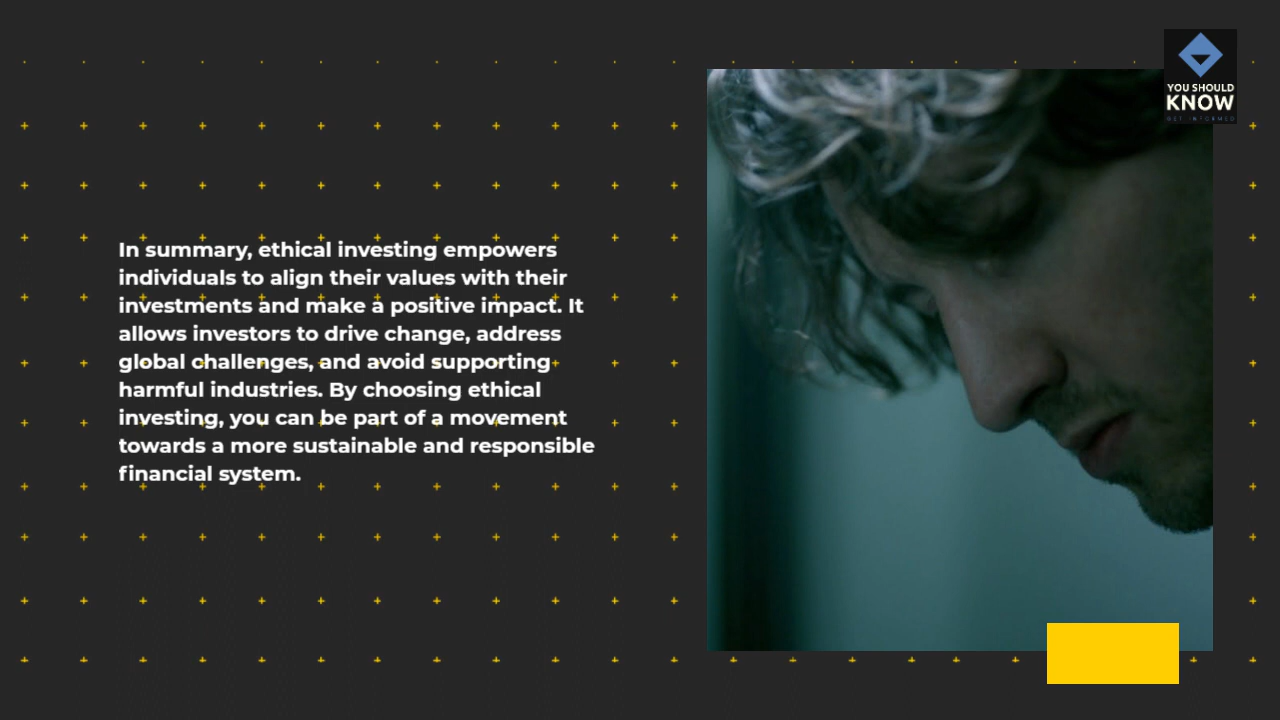 YOU SHOULD
KNOW
GET INFORMED
In summary, ethical investing empowers
individuals to align their values with their
investments and make a positive impact. It
allows investors to drive change, address
global challenges, and avoid supporting
harmful industries. By choosing ethical
investing, you can be part of a movement
towards a more sustainable and responsible
financial system.